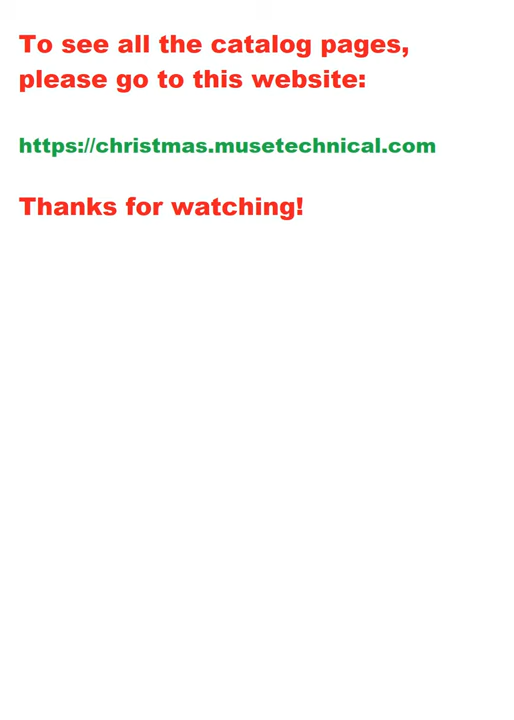 To see all the catalog pages,
please go to this website:
https://christmas.musetechnical.com
Thanks for watching!